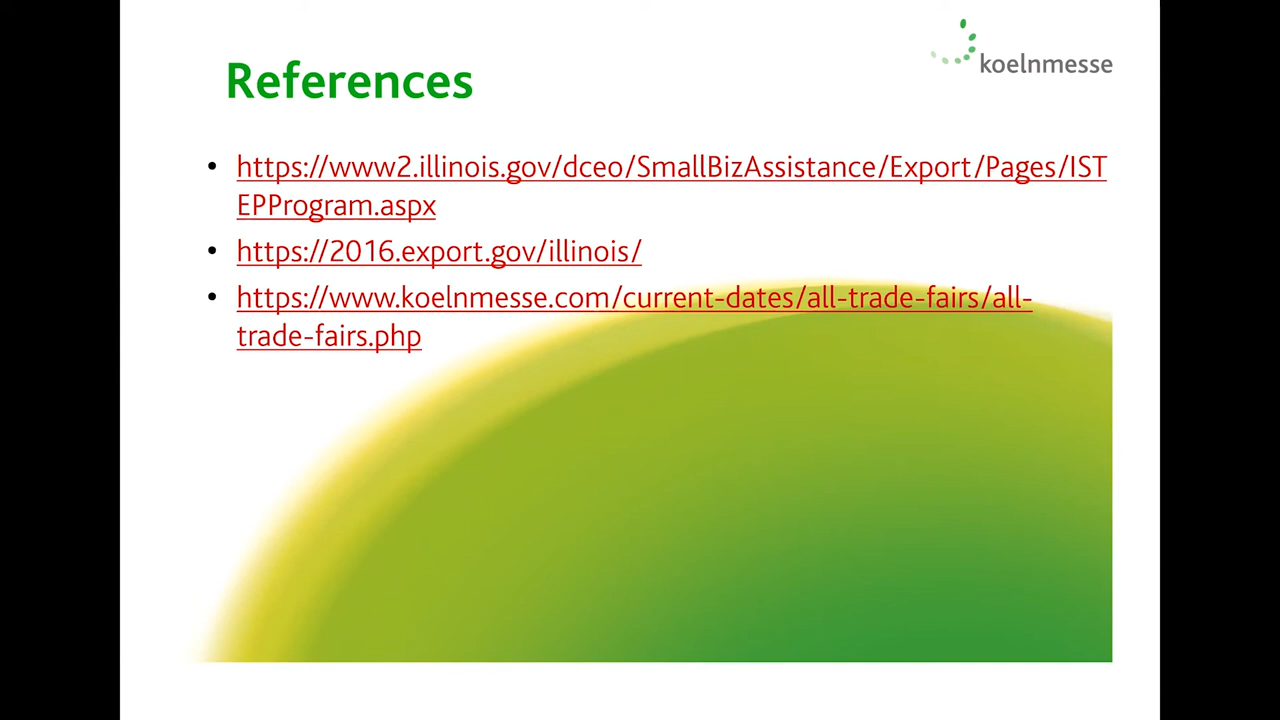 koelnmesse
References
• https://www2.illinois.gov/dceo/SmallBizAssistance/Export/Pages/IST
EPProgram.aspx
• https://2016.export.gov/illinois/
• https://www.koelnmesse.com/current-dates/all-trade-fairs/all-
trade-fairs.php